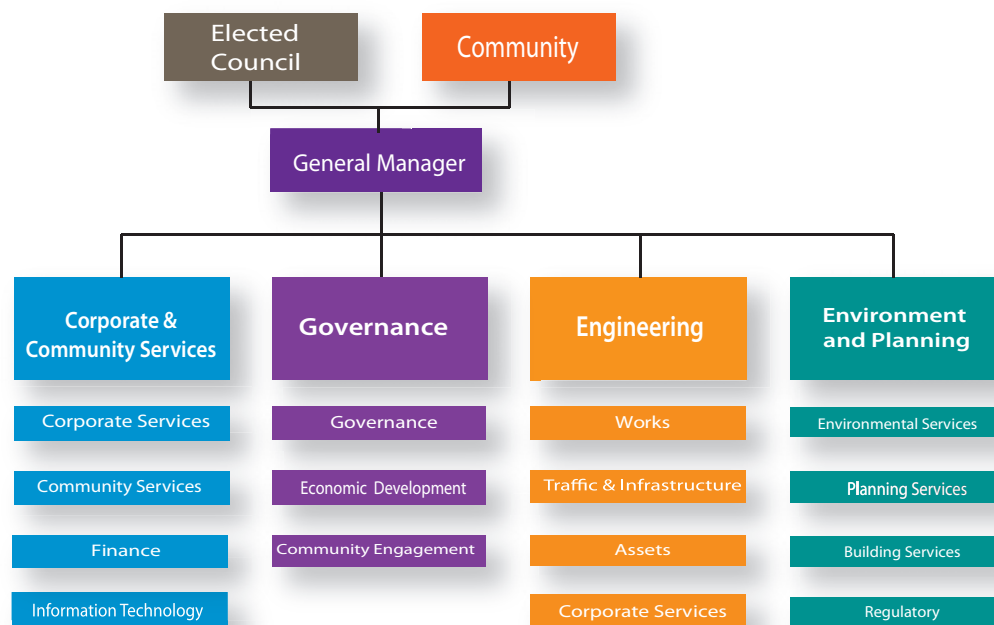 Elected
Council
Community
General Manager
Corporate &
Community Services
Governance
Engineering
Environment
and Planning
Corporate Services
Governance
Works
Environmental Services
Community Services
Economic Development
Traffic & Infrastructure
Planning Services
Finance
Community Engagement
Assets
Building Services
Information Technology
Corporate Services
Regulatory